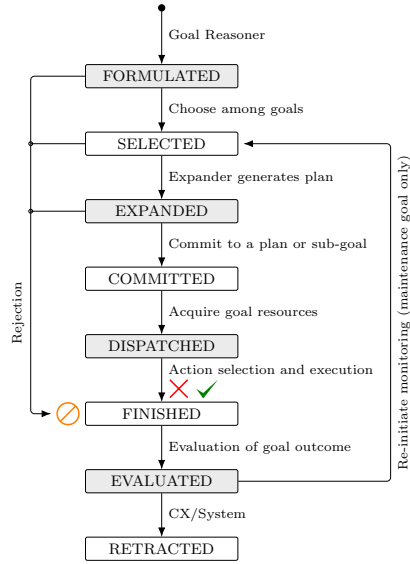 Goal Reasoner
FORMULATED
Choose among goals
SELECTED
Expander generates plan
EXPANDED
Commit to a plan or sub-goal
COMMITTED
Acquire goal resources
DISPATCHED
Action selection and execution
FINISHED
Evaluation of goal outcome
EVALUATED
CX/System
RETRACTED
Rejection
Re-initiate monitoring (maintenance goal only)